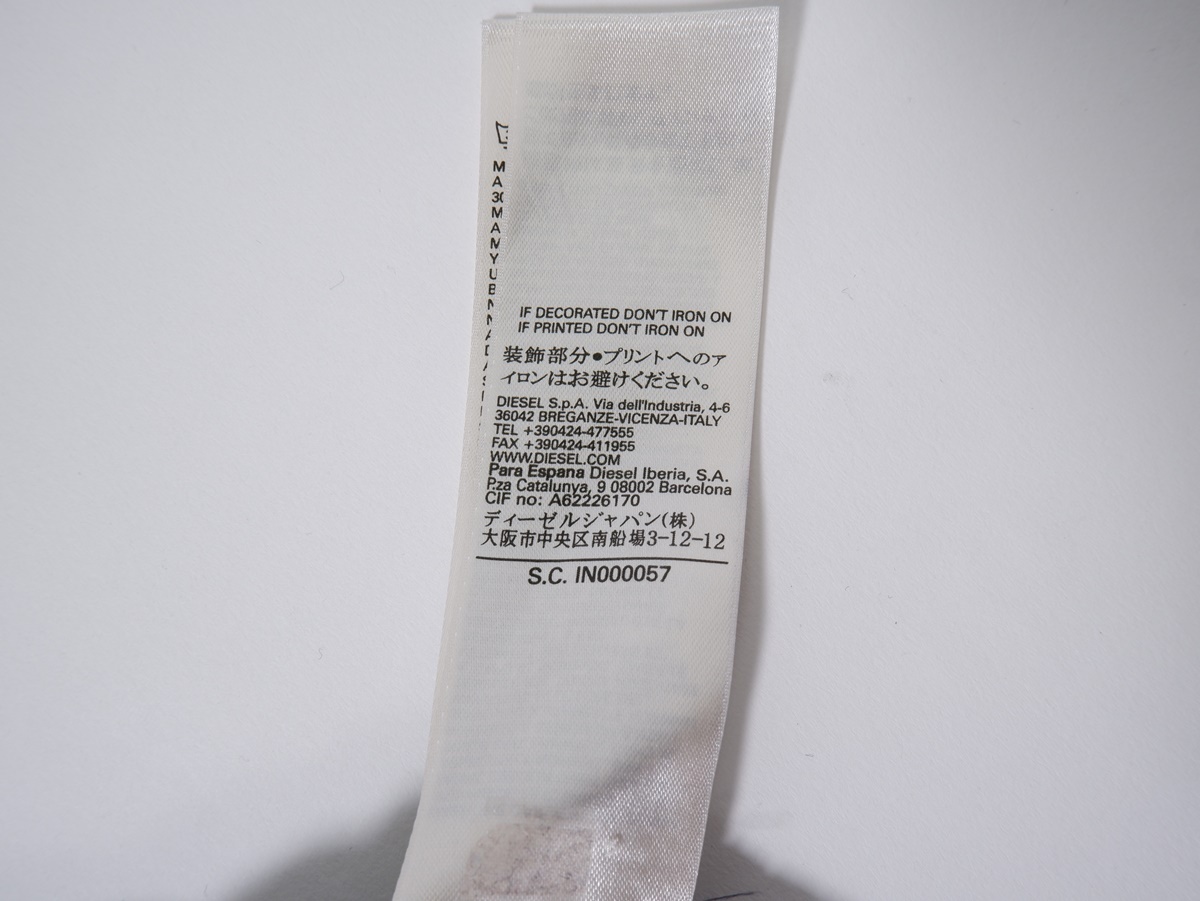 IF DECORATED DON'T IRON ON
IF PRINTED DON'T IRON ON
装飾部分●プリントへのア
イロンはお避けください。
DIESEL S.p.A. Via dell'Industria, 4-6
36042 BREGANZE-VICENZA-ITALY
TEL +390424-477555
FAX +390424-411955
WWW.DIESEL.COM
Para Espana Diesel Iberia, S.A.
P.za Catalunya, 9 08002 Barcelona
CIF no: A62226170
ディーゼルジャパン(株)
大阪市中央区南船場3-12-12
S.C. IN000057